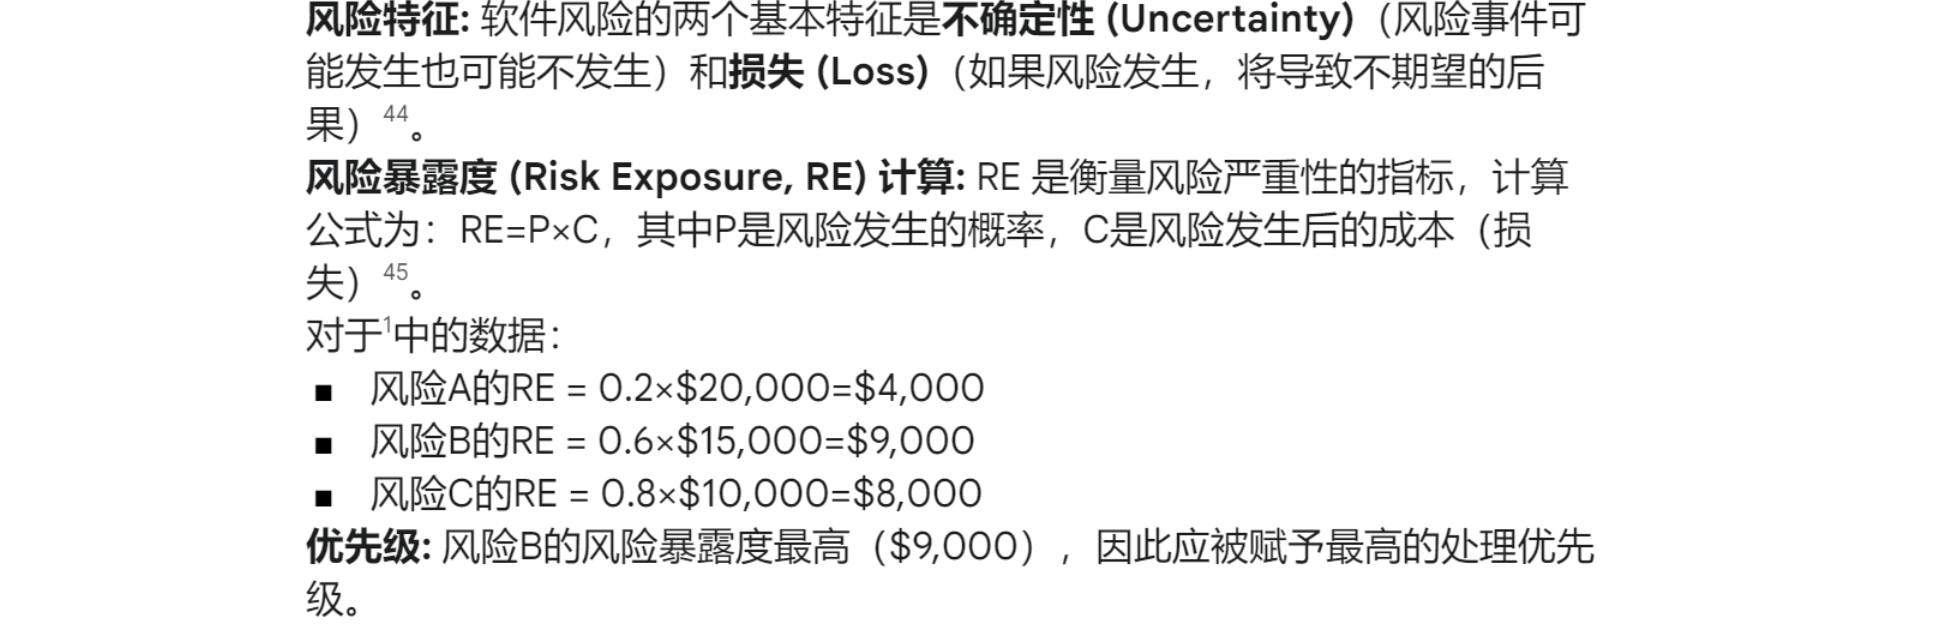 风险特征: 软件风险的两个基本特征是不确定性 (Uncertainty)（风险事件可
能发生也可能不发生）和损失 (Loss)（如果风险发生，将导致不期望的后
果）44。
风险暴露度 (Risk Exposure, RE) 计算: RE 是衡量风险严重性的指标，计算
公式为：RE=P×C，其中P是风险发生的概率，C是风险发生后的成本（损
失）45。
对于1中的数据：
▪ 风险A的RE = 0.2×$20,000=$4,000
▪ 风险B的RE = 0.6×$15,000=$9,000
▪ 风险C的RE = 0.8×$10,000=$8,000
优先级: 风险B的风险暴露度最高（$9,000），因此应被赋予最高的处理优先
级。